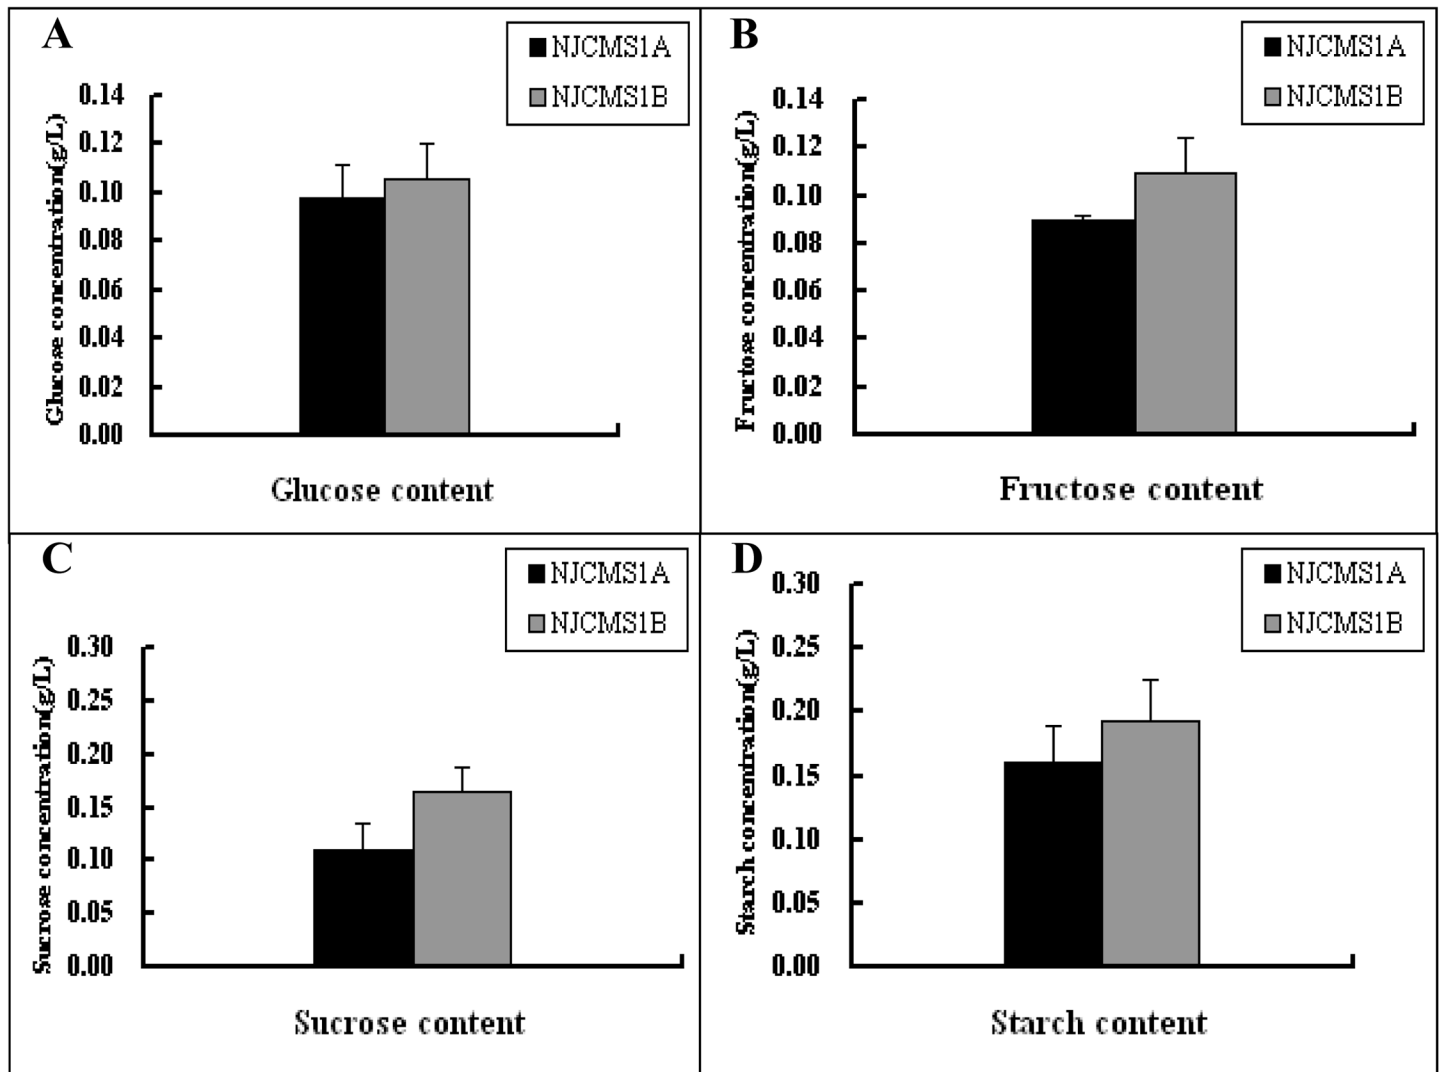 A
NJCMS1A
NJCMS1B
0.14
0.12
0.10
0.08
0.06
0.04
0.02
0.00
Glucose concentration(g/L)
Glucose content
B
NJCMS1A
NJCMS1B
0.14
0.12
0.10
0.08
0.06
0.04
0.02
0.00
Fructose concentration(g/L)
Fructose content
C
NJCMS1A
NJCMS1B
0.30
0.25
0.20
0.15
0.10
0.05
0.00
Sucrose concentration(g/L)
Sucrose content
D
NJCMS1A
NJCMS1B
0.30
0.25
0.20
0.15
0.10
0.05
0.00
Starch concentration(g/L)
Starch content